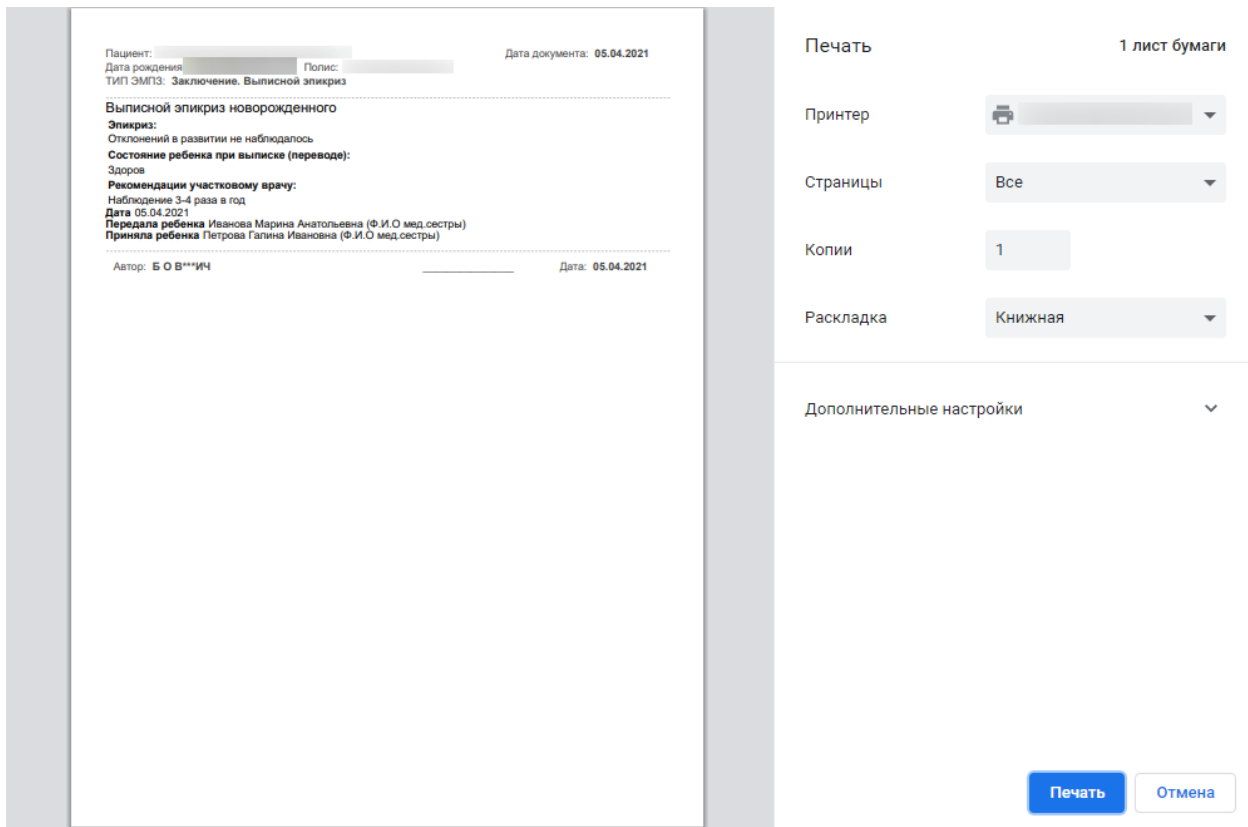 Пациент:
Дата документа: 05.04.2021
Дата рождения
Полис:
ТИП ЭМПЗ: Заключение. Выписной эпикриз
Выписной эпикриз новорожденного
Эпикриз:
Отклонений в развитии не наблюдалось
Состояние ребенка при выписке (переводе):
Здоров
Рекомендации участковому врачу:
Наблюдение 3-4 раза в год
Дата 05.04.2021
Передала ребенка Иванова Марина Анатольевна (Ф.И.О мед.сестры)
Приняла ребенка Петрова Галина Ивановна (Ф.И.О мед.сестры)
Автор: Б О В***ИЧ
Дата: 05.04.2021
Печать
1 лист бумаги
Принтер
Страницы
Все
Копии
1
Раскладка
Книжная
Дополнительные настройки
Печать
Отмена